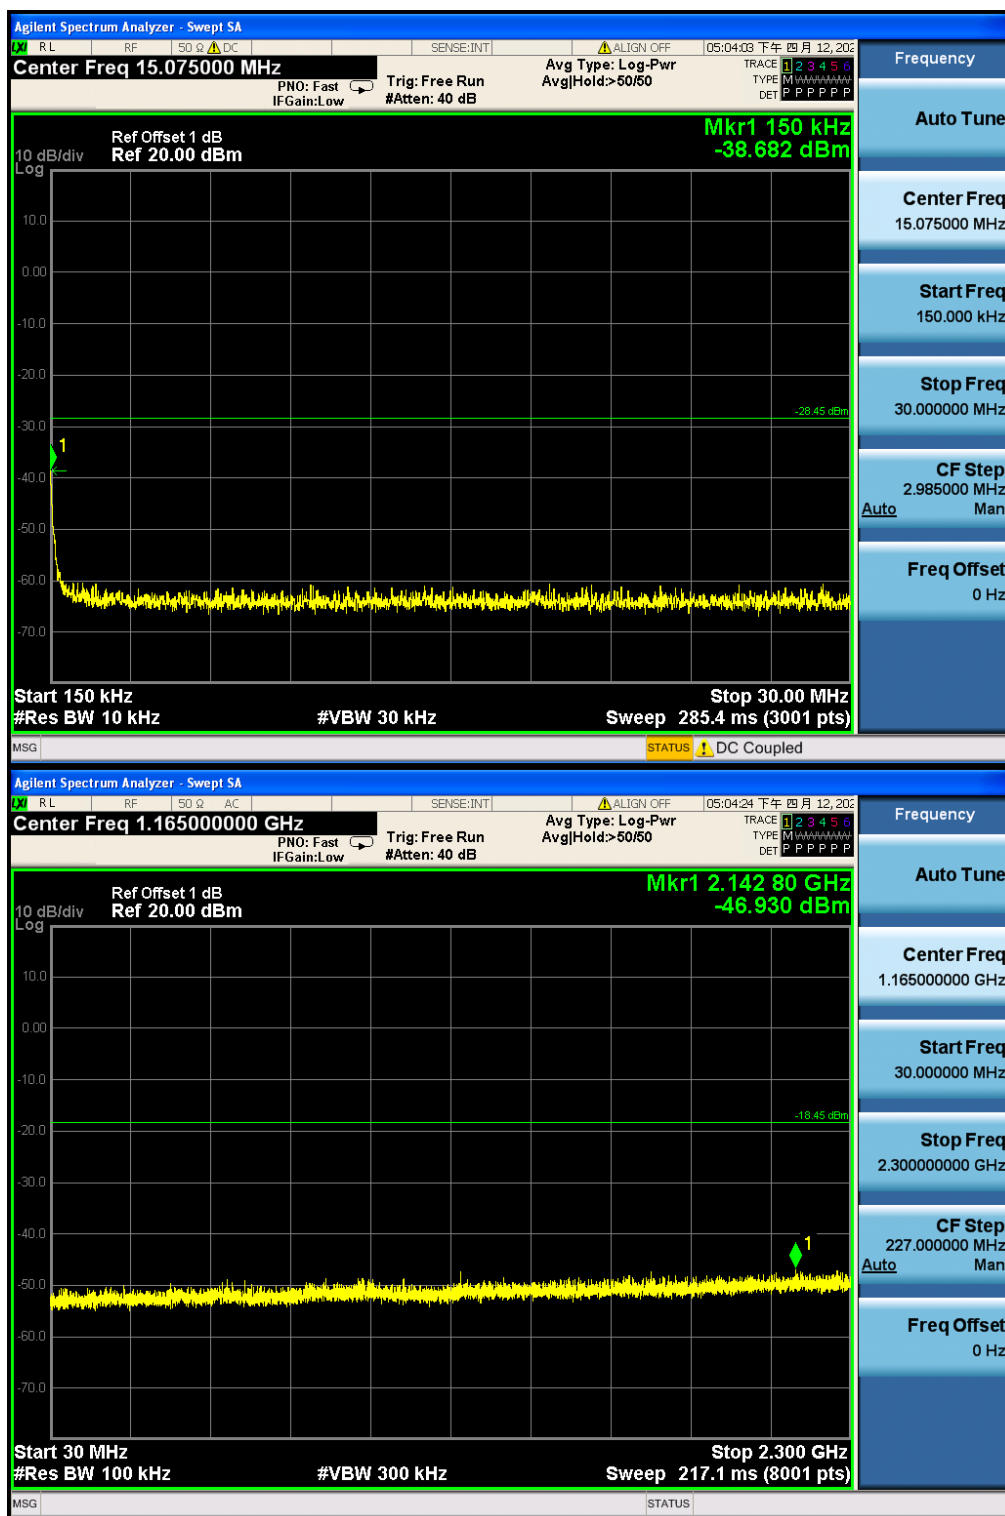 Agilent Spectrum Analyzer - Swept SA
LXI RL RF 50 Ω DC SENSE:INT ALIGN OFF 05:04:03 下午 四月 12, 202
Center Freq 15.075000 MHz
PNO: Fast
IFGain:Low
Trig: Free Run
#Atten: 40 dB
Avg Type: Log-Pwr
Avg|Hold:>50/50
TRACE 1 2 3 4 5 6
TYPE M WWWWW
DET P P P P P P
Mkr1 150 kHz
-38.682 dBm
Ref Offset 1 dB
10 dB/div Ref 20.00 dBm
Log
10.0
0.00
-10.0
-20.0
-28.45 dBm
-30.0
1
-40.0
-50.0
-60.0
-70.0
Start 150 kHz Stop 30.00 MHz
#Res BW 10 kHz #VBW 30 kHz Sweep 285.4 ms (3001 pts)
MSG STATUS DC Coupled
Frequency
Auto Tune
Center Freq
15.075000 MHz
Start Freq
150.000 kHz
Stop Freq
30.000000 MHz
CF Step
2.985000 MHz
Auto Man
Freq Offset
0 Hz
Agilent Spectrum Analyzer - Swept SA
LXI RL RF 50 Ω AC SENSE:INT ALIGN OFF 05:04:24 下午 四月 12, 202
Center Freq 1.165000000 GHz
PNO: Fast
IFGain:Low
Trig: Free Run
#Atten: 40 dB
Avg Type: Log-Pwr
Avg|Hold:>50/50
TRACE 1 2 3 4 5 6
TYPE M WWWWW
DET P P P P P P
Mkr1 2.142 80 GHz
-46.930 dBm
Ref Offset 1 dB
10 dB/div Ref 20.00 dBm
Log
10.0
0.00
-10.0
-18.45 dBm
-20.0
-30.0
-40.0
1
-50.0
-60.0
-70.0
Start 30 MHz Stop 2.300 GHz
#Res BW 100 kHz #VBW 300 kHz Sweep 217.1 ms (8001 pts)
MSG STATUS
Frequency
Auto Tune
Center Freq
1.165000000 GHz
Start Freq
30.000000 MHz
Stop Freq
2.300000000 GHz
CF Step
227.000000 MHz
Auto Man
Freq Offset
0 Hz